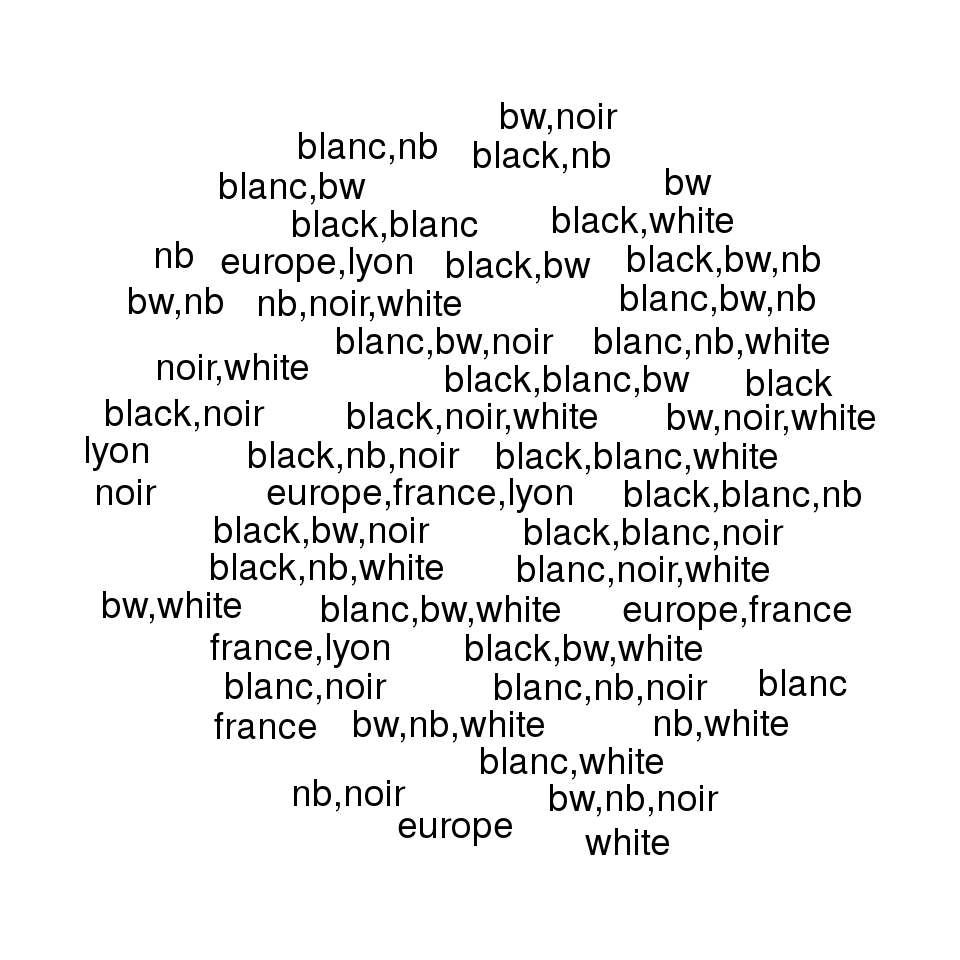 bw,noir
blanc,nb
black,nb
blanc,bw
bw
black,blanc
black,white
nb
europe,lyon
black,bw
black,bw,nb
bw,nb
nb,noir,white
blanc,bw,nb
blanc,bw,noir
blanc,nb,white
noir,white
black,blanc,bw
black
black,noir
black,noir,white
bw,noir,white
lyon
black,nb,noir
black,blanc,white
noir
europe,france,lyon
black,blanc,nb
black,bw,noir
black,blanc,noir
black,nb,white
blanc,noir,white
bw,white
blanc,bw,white
europe,france
france,lyon
black,bw,white
blanc,noir
blanc,nb,noir
blanc
france
bw,nb,white
nb,white
blanc,white
nb,noir
bw,nb,noir
europe
white